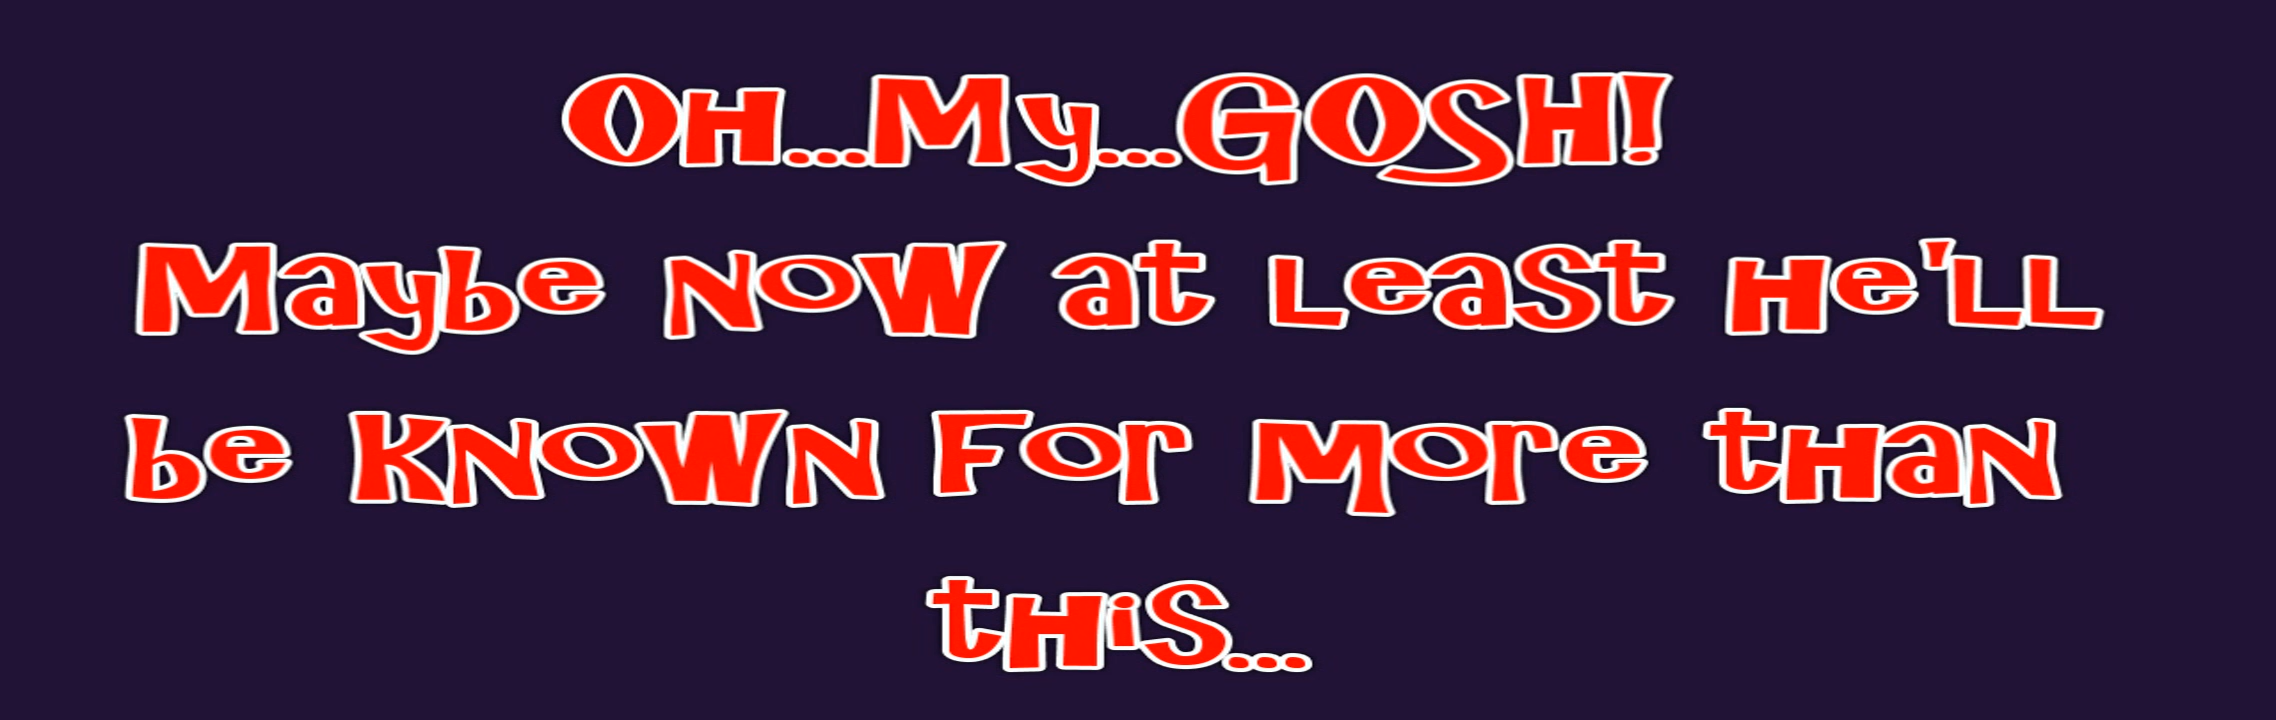 Oh...My...GOSH!
Maybe now at least he'll
be known for more than
this...